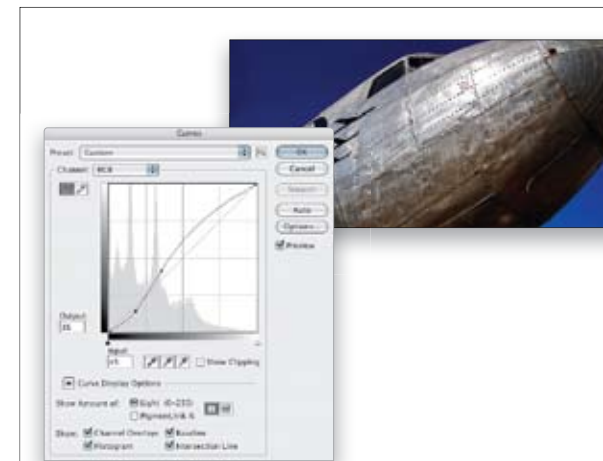 Curves
Preset: Custom
OK
Channel: RGB
Cancel
Smooth
Auto
Options...
Preview
Output:
Input:
Show Clipping
Curve Display Options
Show Amount of: Light (0-255)
Pigment/Ink %
Show: Channel Overlays Baseline
Histogram Intersection Line